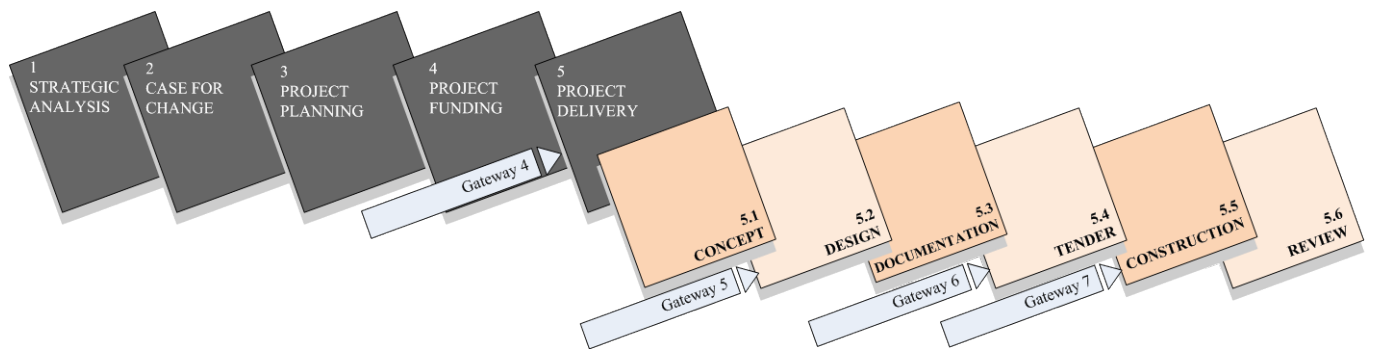 1
STRATEGIC
ANALYSIS
2
CASE FOR
CHANGE
3
PROJECT
PLANNING
4
PROJECT
FUNDING
5
PROJECT
DELIVERY
Gateway 4
5.1
CONCEPT
5.2
DESIGN
5.3
DOCUMENTATION
5.4
TENDER
5.5
CONSTRUCTION
5.6
REVIEW
Gateway 5
Gateway 6
Gateway 7